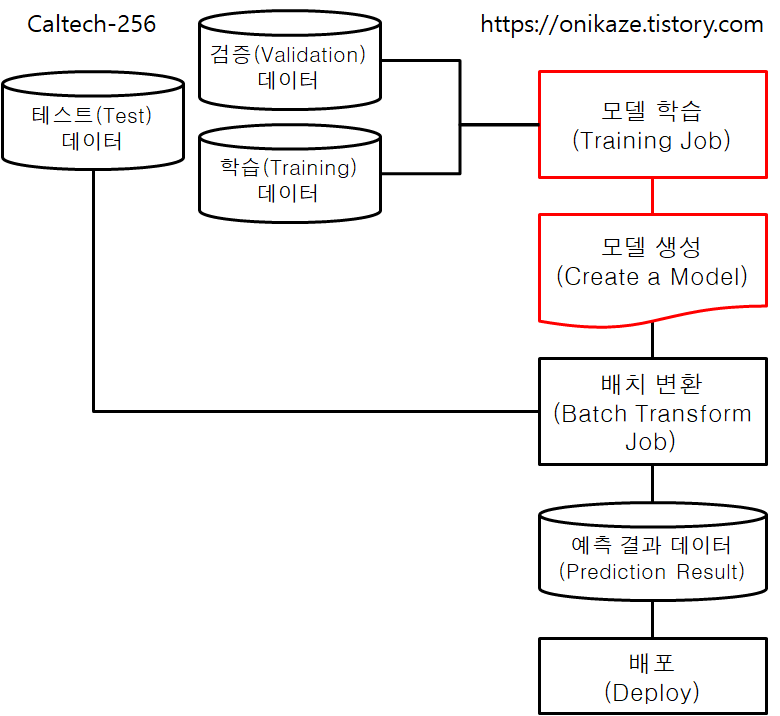 Caltech-256
https://onikaze.tistory.com
검증(Validation)
데이터
테스트(Test)
데이터
학습(Training)
데이터
모델 학습
(Training Job)
모델 생성
(Create a Model)
배치 변환
(Batch Transform
Job)
예측 결과 데이터
(Prediction Result)
배포
(Deploy)